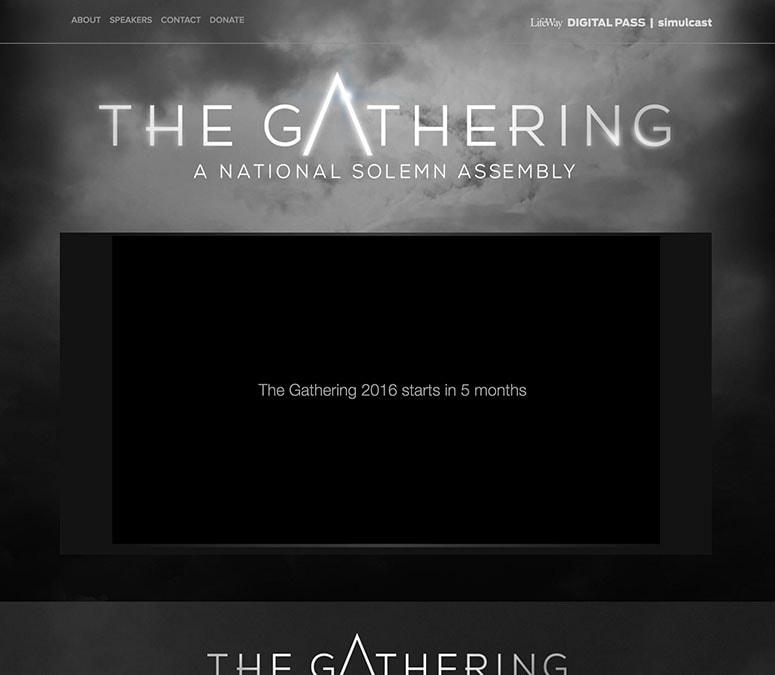 ABOUT SPEAKERS CONTACT DONATE
LifeWay DIGITAL PASS | simulcast
THE GATHERING
A NATIONAL SOLEMN ASSEMBLY
The Gathering 2016 starts in 5 months
THE GATHERING